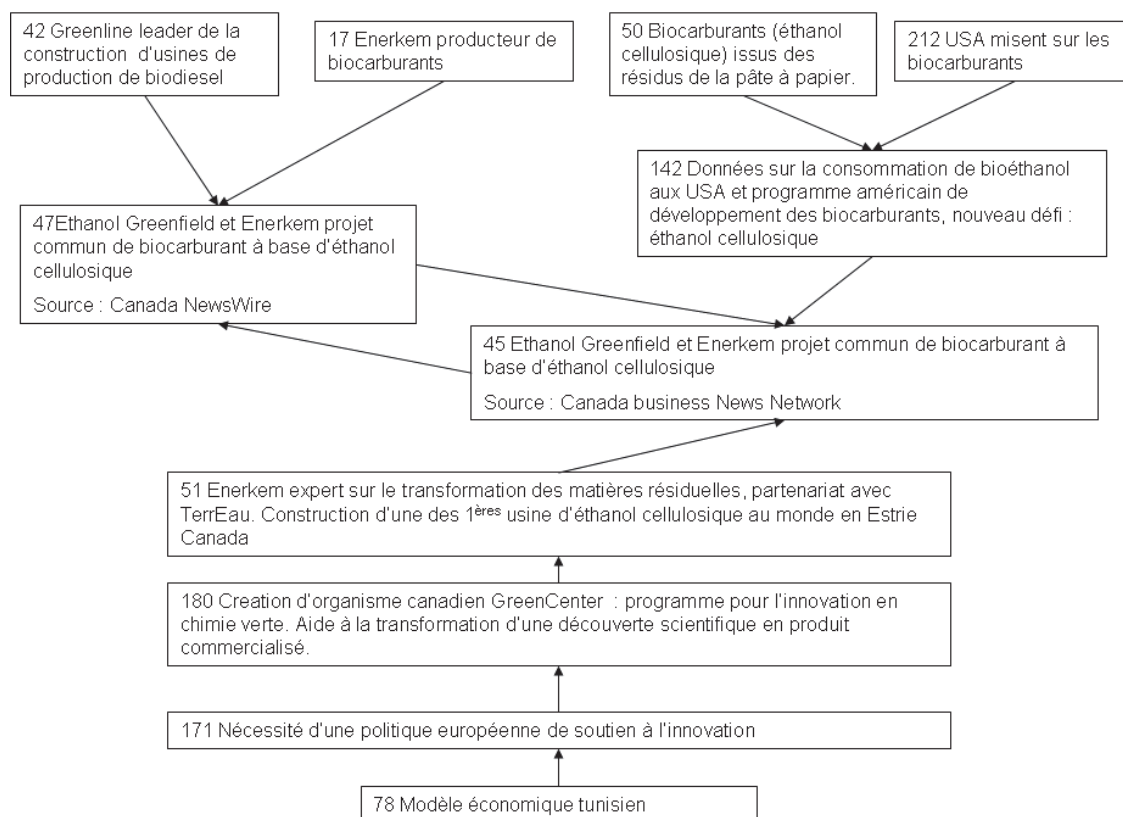 42 Greenline leader de la
construction d'usines de
production de biodiesel
17 Enerkem producteur de
biocarburants
50 Biocarburants (éthanol
cellulosique) issus des
résidus de la pâte à papier.
212 USA misent sur les
biocarburants
142 Données sur la consommation de bioéthanol
aux USA et programme américain de
développement des biocarburants, nouveau défi :
éthanol cellulosique
47Ethanol Greenfield et Enerkem projet
commun de biocarburant à base d'éthanol
cellulosique
Source : Canada NewsWire
45 Ethanol Greenfield et Enerkem projet commun de biocarburant à
base d'éthanol cellulosique
Source : Canada business News Network
51 Enerkem expert sur le transformation des matières résiduelles, partenariat avec
TerrEau. Construction d'une des 1ères usine d'éthanol cellulosique au monde en Estrie
Canada
180 Creation d'organisme canadien GreenCenter : programme pour l'innovation en
chimie verte. Aide à la transformation d'une découverte scientifique en produit
commercialisé.
171 Nécessité d'une politique européenne de soutien à l'innovation
78 Modèle économique tunisien